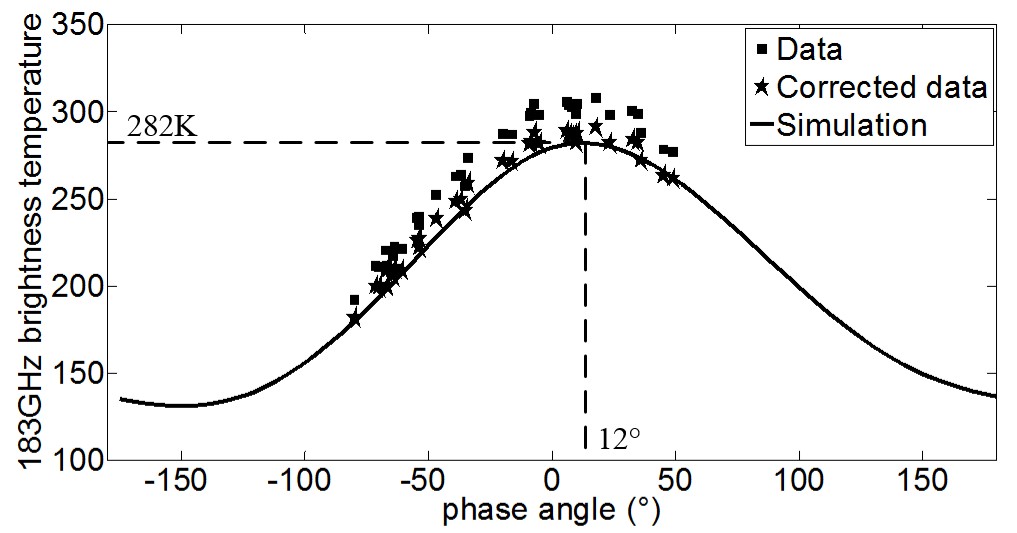 183GHz brightness temperature
350
300
250
200
150
100
282K
12°
Data
Corrected data
Simulation
-150 -100 -50 0 50 100 150
phase angle (°)